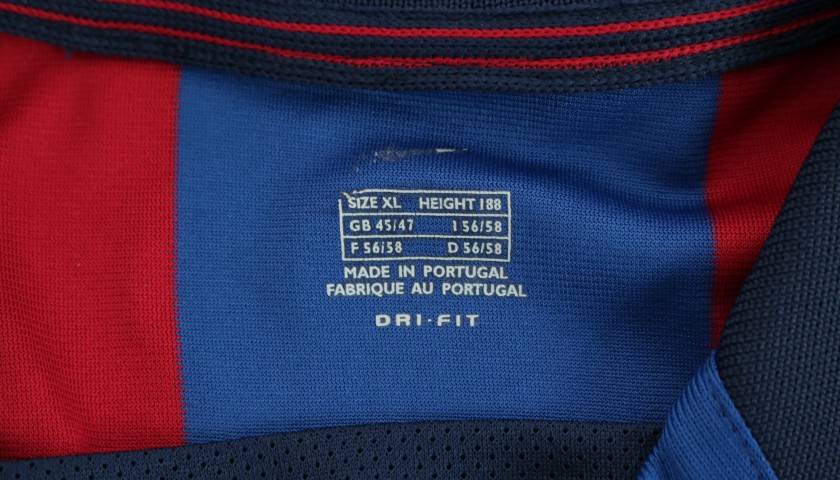 SIZE XL HEIGHT 188
GB 45/47 I 56/58
F 56/58 D 56/58
MADE IN PORTUGAL
FABRIQUE AU PORTUGAL
DRI-FIT